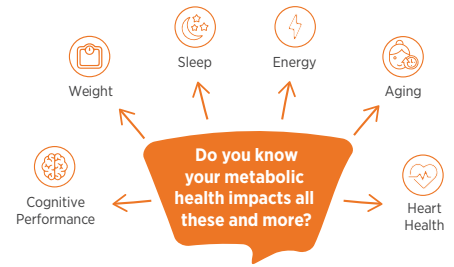 Sleep
Energy
Weight
Aging
Do you know
your metabolic
health impacts all
these and more?
Cognitive
Performance
Heart
Health